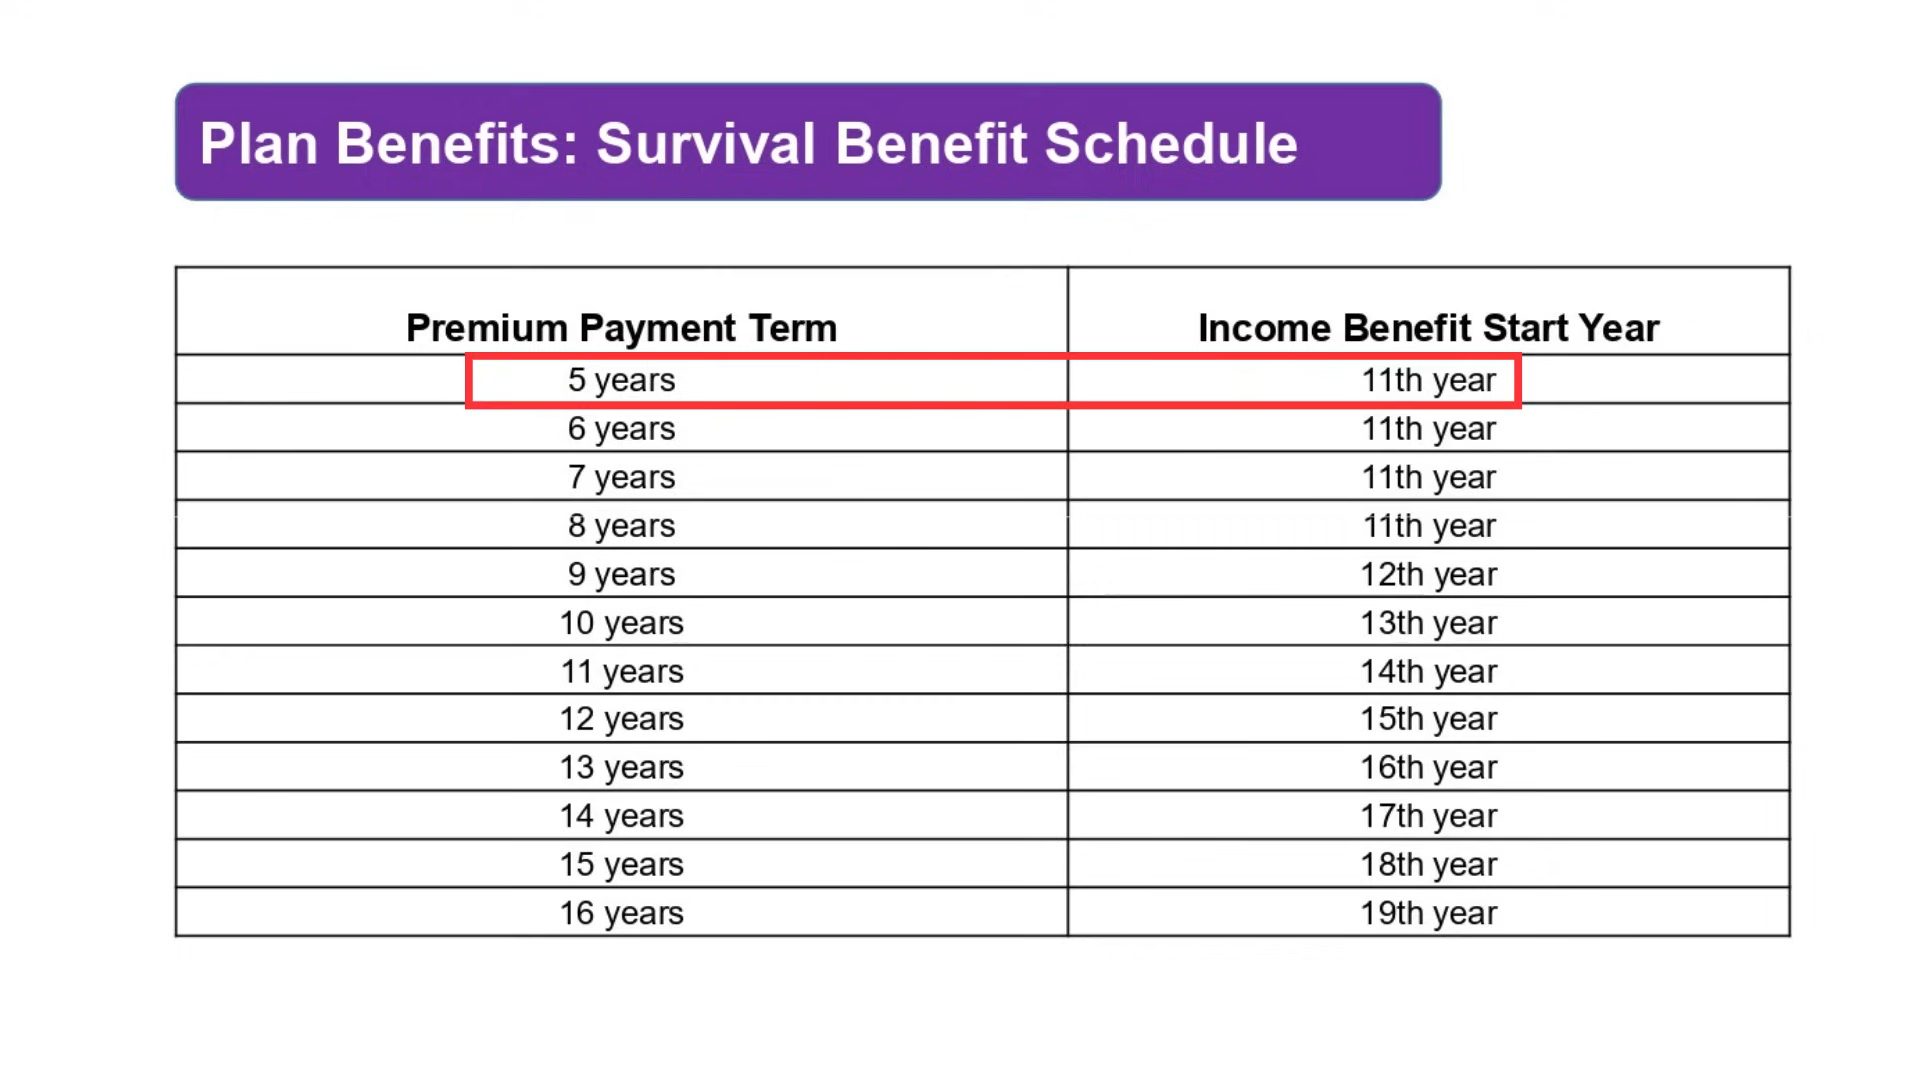 Plan Benefits: Survival Benefit Schedule
Premium Payment Term Income Benefit Start Year
5 years 11th year
6 years 11th year
7 years 11th year
8 years 11th year
9 years 12th year
10 years 13th year
11 years 14th year
12 years 15th year
13 years 16th year
14 years 17th year
15 years 18th year
16 years 19th year